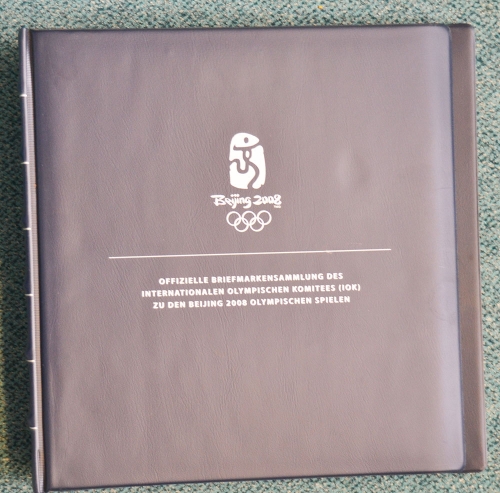 Beijing 2008
OFFIZIELLE BRIEFMARKENSAMMLUNG DES
INTERNATIONALEN OLYMPISCHEN KOMITEES (IOK)
ZU DEN BEIJING 2008 OLYMPISCHEN SPIELEN